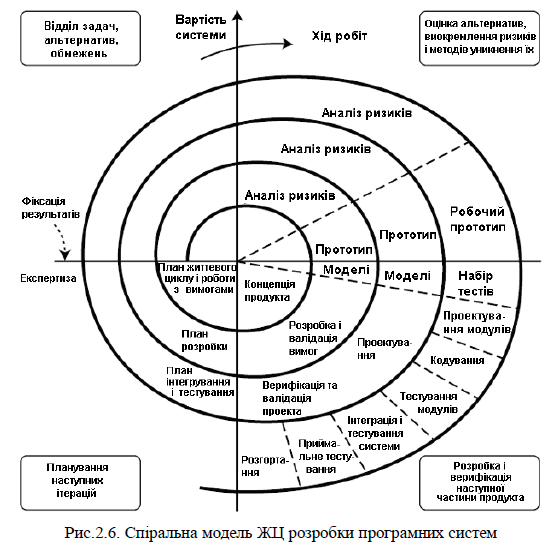 Відділ задач,
альтернатив,
обмежень
Вартість
системи
Хід робіт
Оцінка альтернатив,
виокремлення ризиків
і методів уникнення їх
Аналіз ризиків
Аналіз ризиків
Аналіз ризиків
Фіксація
результатів
Експертиза
Робочий
прототип
Прототип
Прототип
Моделі
Моделі
Набір
тестів
План життевого
циклу і роботи
з вимогами
Концепція
продукта
Проектува-
ння модулів
План
розробки
Розробка і
валідація
вимог
Проектува-
ння
Кодування
План
інтегрування
і тестування
Верифікація та
валідація
проекта
Тестування
модулів
Інтеграція і
тестування
системи
Прийма-
льне тесту-
вання
Розгорта-
ння
Планування
наступних
ітерацій
Розробка і
верифікація
наступної
частини продукта
Рис.2.6. Спіральна модель ЖЦ розробки програмних систем